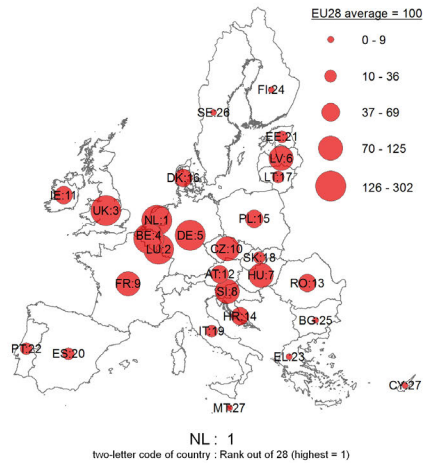 EU28 average = 100
0 - 9
10 - 36
37 - 69
70 - 125
126 - 302
FI:24
SE:26
EE:21
LV:6
LT:17
DK:16
IE:11
UK:3
NL:1
BE:4
LU:2
DE:5
PL:15
CZ:10
SK:18
AT:12
HU:7
SI:8
RO:13
FR:9
HR:14
IT:19
BG:25
PT:22
ES:20
EL:23
CY:27
MT:27
NL : 1
two-letter code of country : Rank out of 28 (highest = 1)